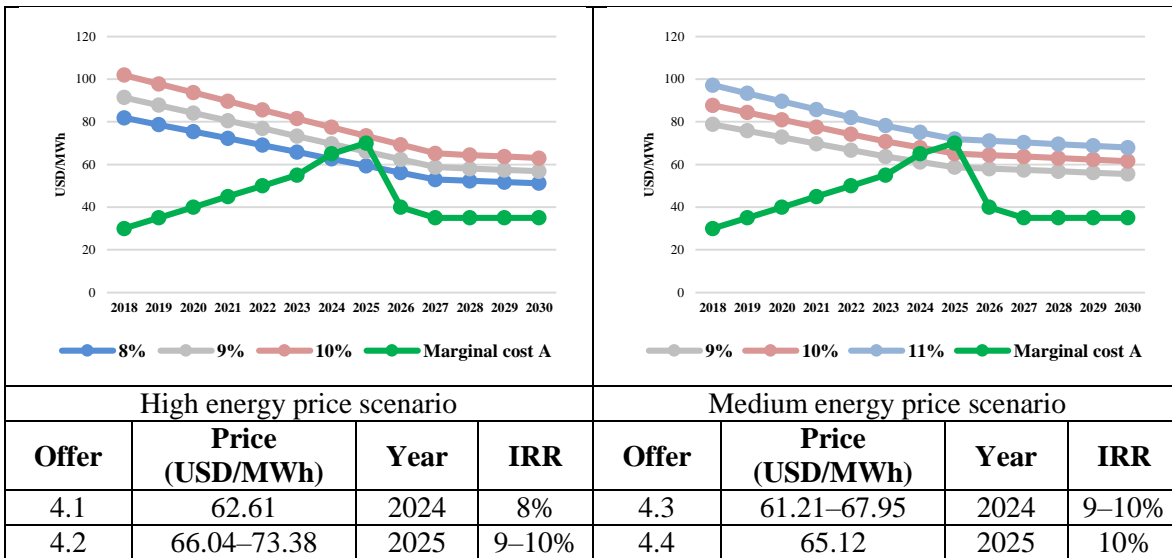 120
100
80
60
40
20
0
USD/MWh
2018 2019 2020 2021 2022 2023 2024 2025 2026 2027 2028 2029 2030
8% 9% 10% Marginal cost A
120
100
80
60
40
20
0
USD/MWh
2018 2019 2020 2021 2022 2023 2024 2025 2026 2027 2028 2029 2030
9% 10% 11% Marginal cost A
High energy price scenario Medium energy price scenario
Offer Price (USD/MWh) Year IRR Offer Price (USD/MWh) Year IRR
4.1 62.61 2024 8% 4.3 61.21–67.95 2024 9–10%
4.2 66.04–73.38 2025 9–10% 4.4 65.12 2025 10%